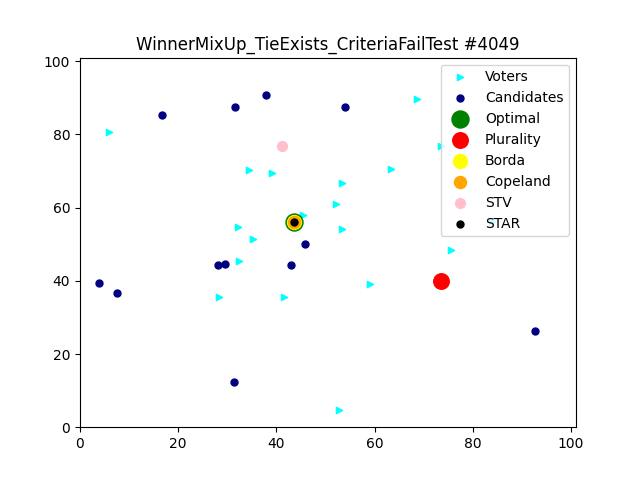 WinnerMixUp_TieExists_CriteriaFailTest #4049
100
80
60
40
20
0
0 20 40 60 80 100
Voters
Candidates
Optimal
Plurality
Borda
Copeland
STV
STAR